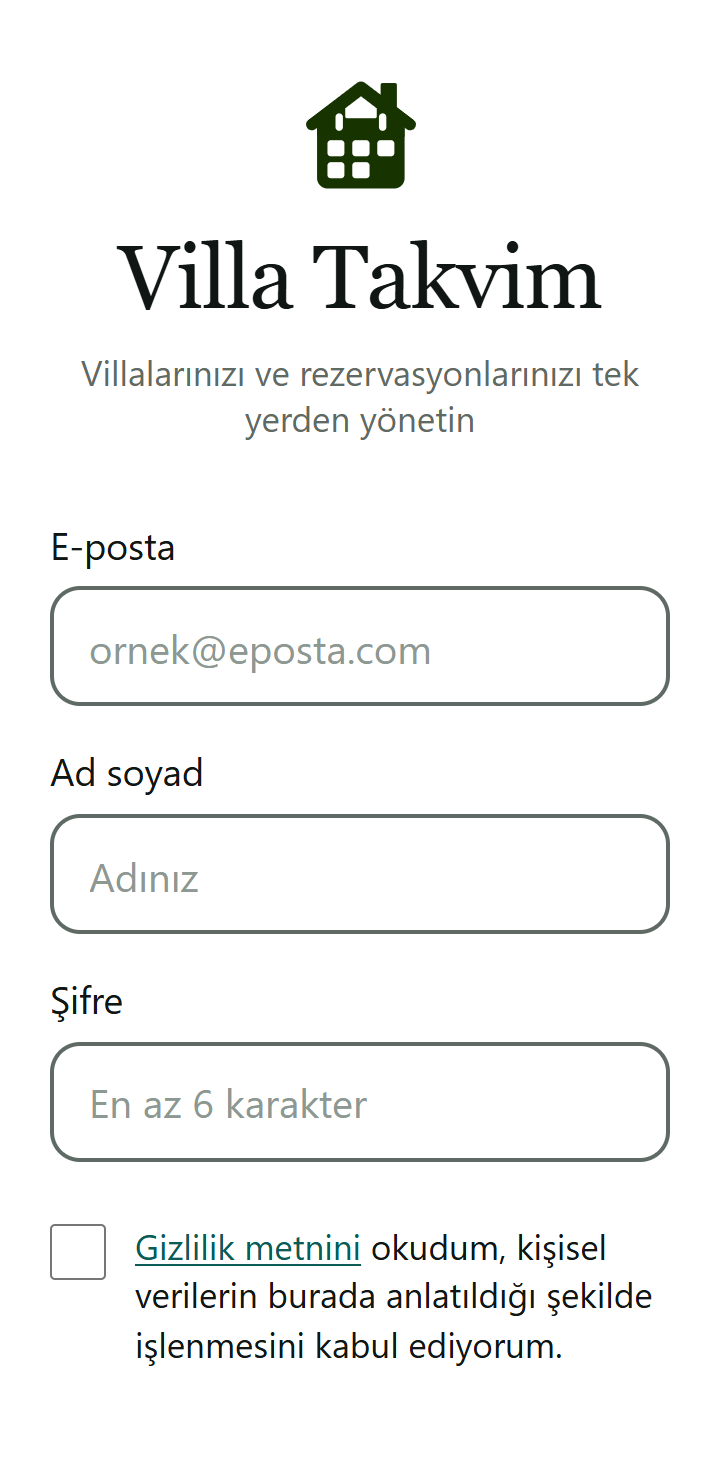 Villa Takvim
Villalarınızı ve rezervasyonlarınızı tek
yerden yönetin
E-posta
ornek@eposta.com
Ad soyad
Adınız
Şifre
En az 6 karakter
Gizlilik metnini okudum, kişisel
verilerin burada anlatıldığı şekilde
işlenmesini kabul ediyorum.